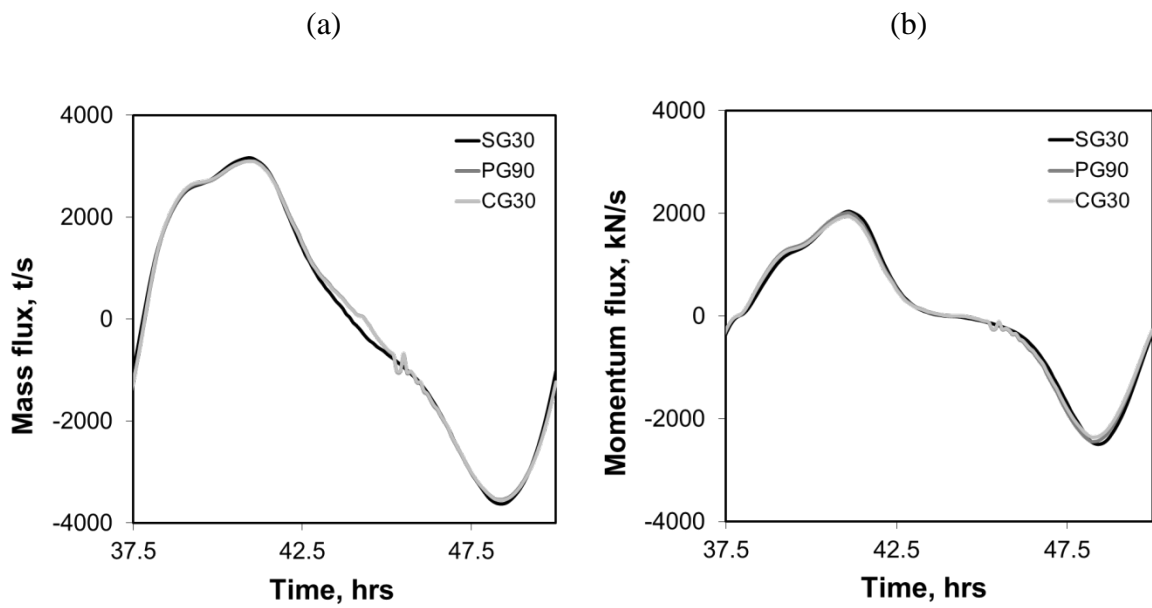 (a)
4000
2000
0
-2000
-4000
Mass flux, t/s
SG30
PG90
CG30
37.5 42.5 47.5
Time, hrs
(b)
4000
2000
0
-2000
-4000
Momentum flux, kN/s
SG30
PG90
CG30
37.5 42.5 47.5
Time, hrs